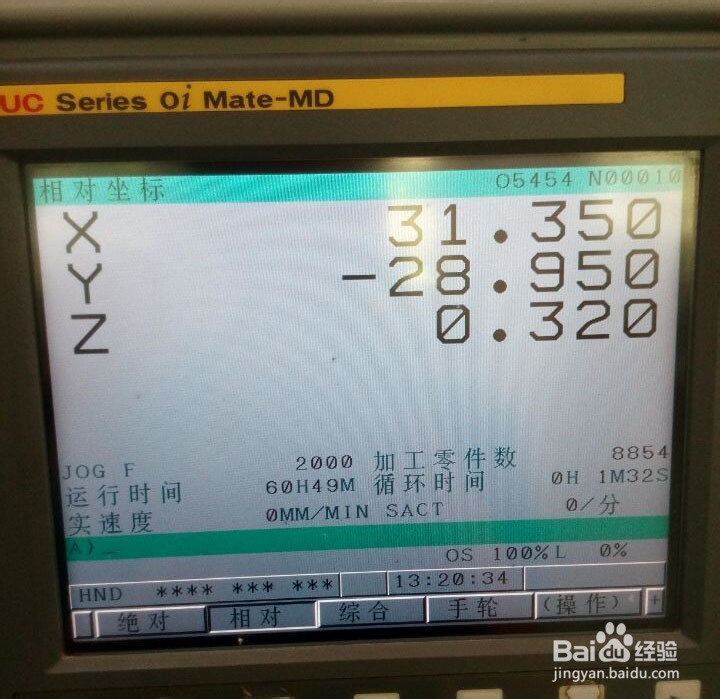 UC Series 0i Mate-MD
相对坐标 O5454 N00010
X 31.350
Y -28.950
Z 0.320
JOG F 2000 加工零件数 8854
运行时间 60H49M 循环时间 0H 1M32S
实速度 0MM/MIN SACT 0/分
A)_
OS 100% L 0%
HND **** *** *** 13:20:34
绝对 相对 综合 手轮 (操作) +
Bai du 经验
jingyan.baidu.com